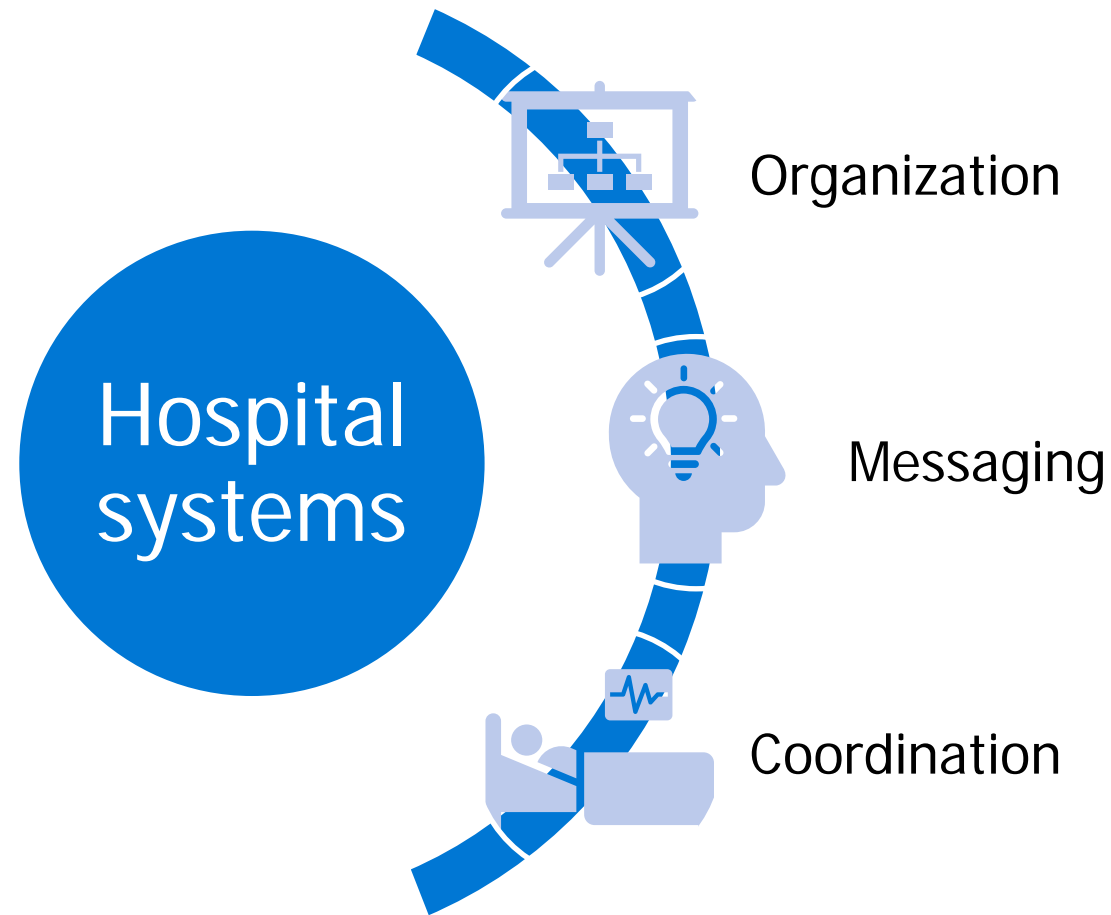 Organization
Hospital
systems
Messaging
Coordination